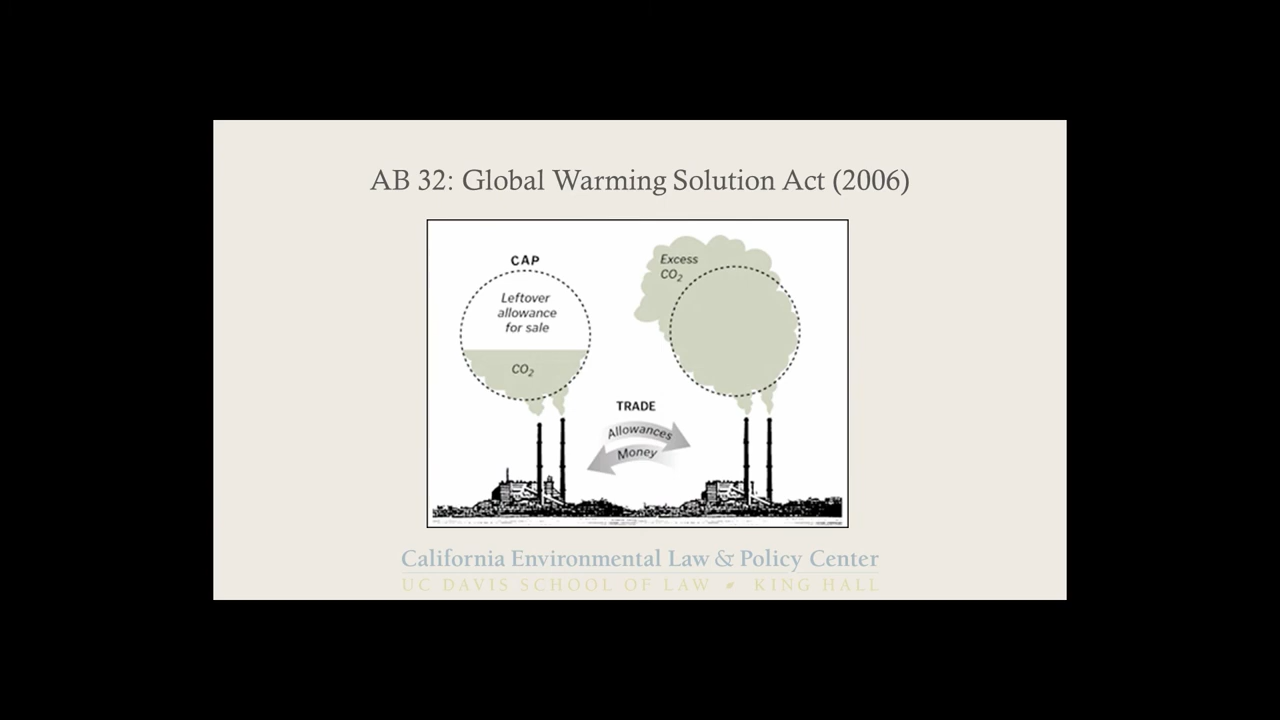 AB 32: Global Warming Solution Act (2006)
CAP
Leftover
allowance
for sale
CO2
Excess
CO2
TRADE
Allowances
Money
California Environmental Law & Policy Center
UC DAVIS SCHOOL OF LAW KING HALL